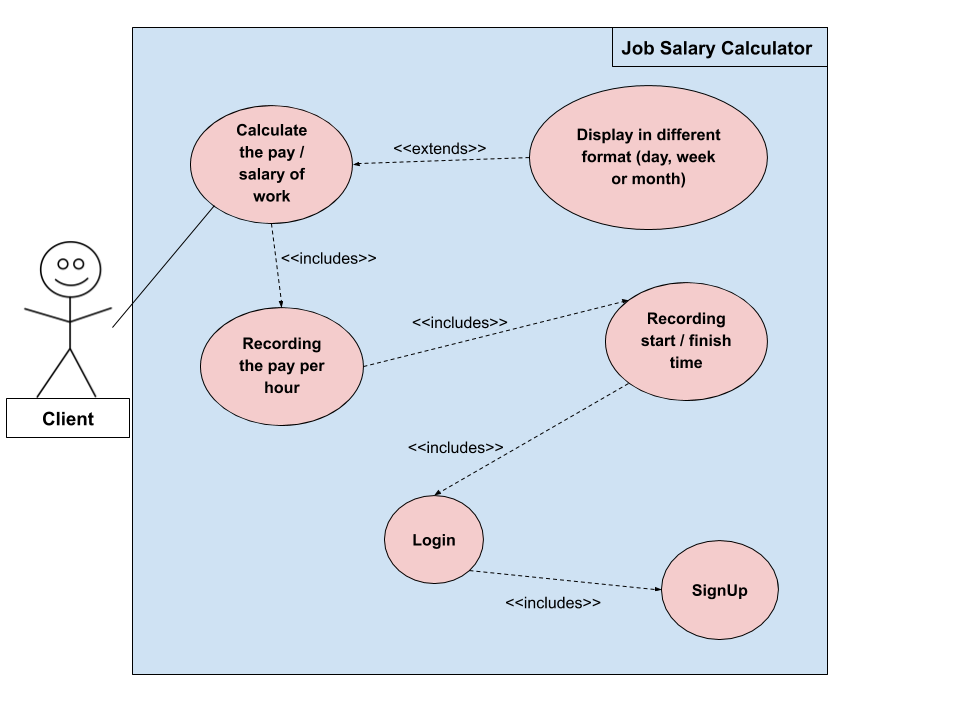 Job Salary Calculator
Calculate
the pay /
salary of
work
<<extends>>
Display in different
format (day, week
or month)
<<includes>>
Recording
the pay per
hour
<<includes>>
Recording
start / finish
time
Client
<<includes>>
Login
<<includes>>
SignUp